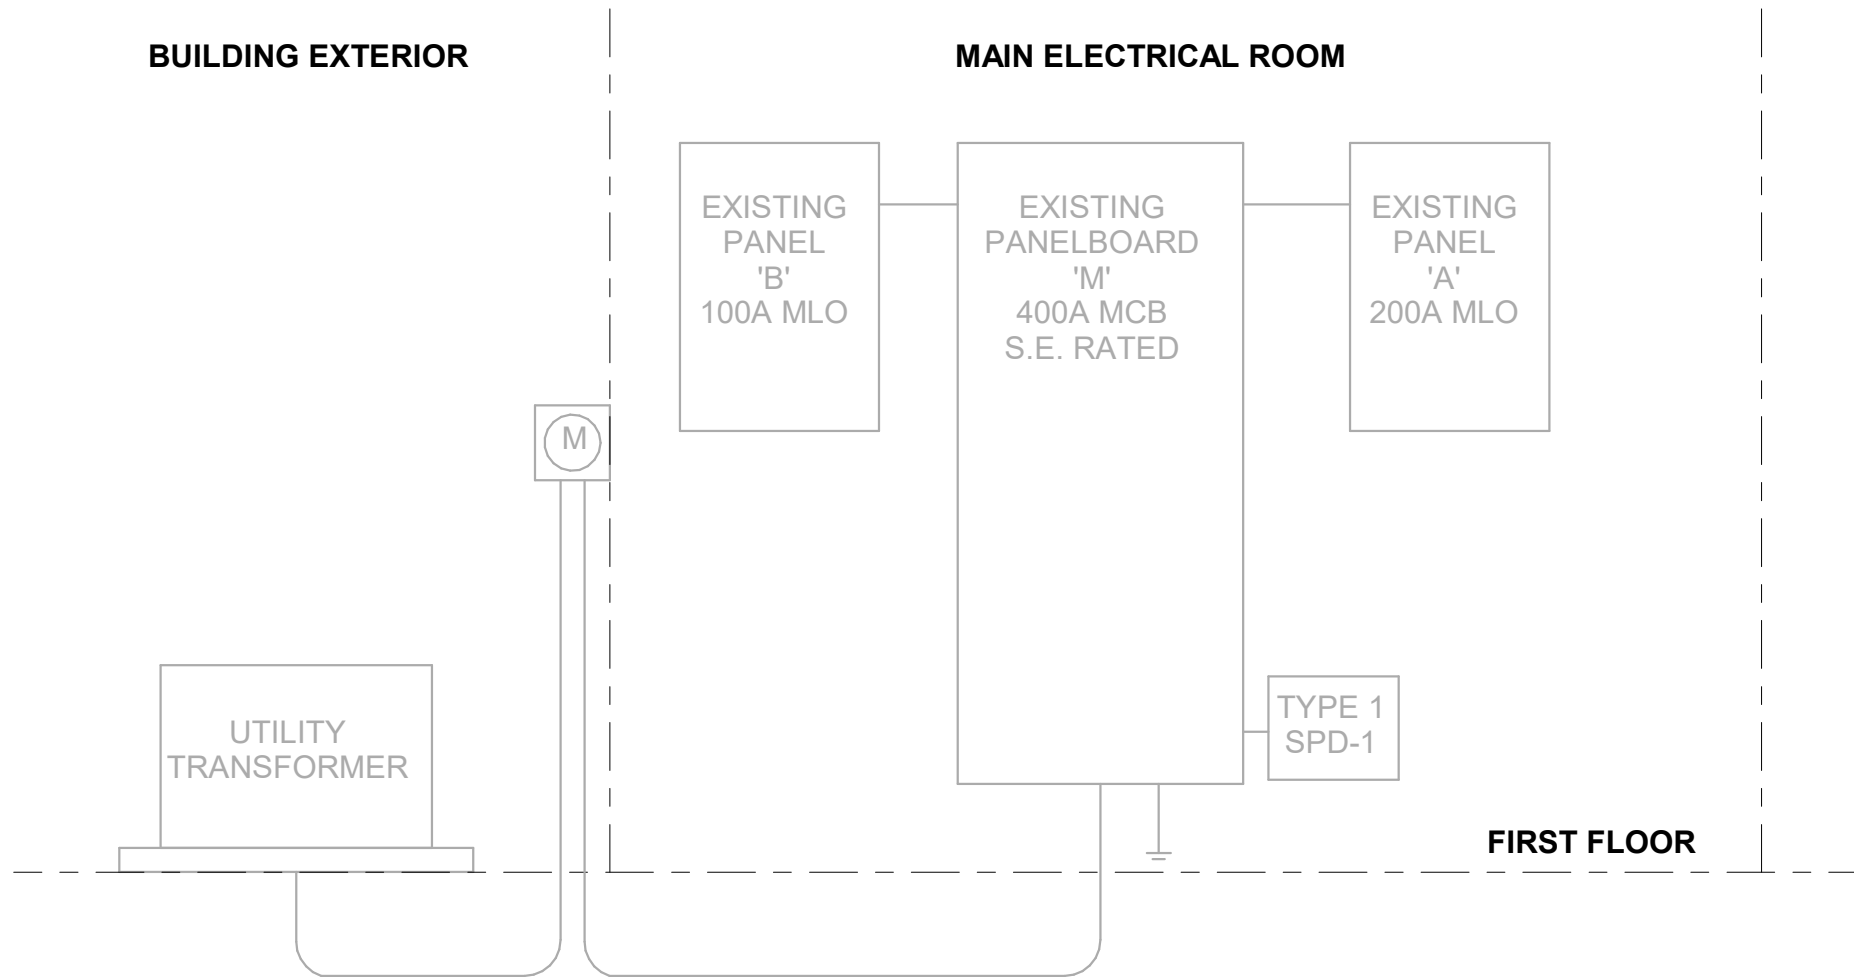 BUILDING EXTERIOR
MAIN ELECTRICAL ROOM
EXISTING
PANEL
'B'
100A MLO
EXISTING
PANELBOARD
'M'
400A MCB
S.E. RATED
EXISTING
PANEL
'A'
200A MLO
M
UTILITY
TRANSFORMER
TYPE 1
SPD-1
FIRST FLOOR